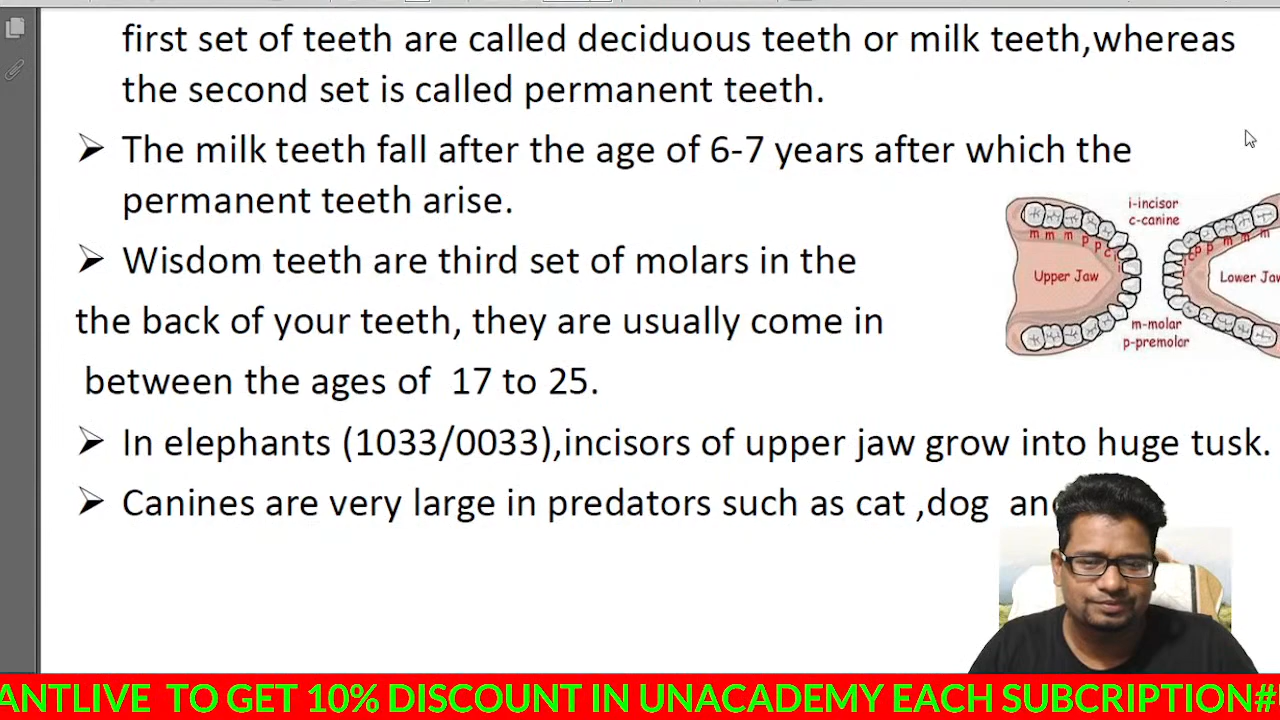 first set of teeth are called deciduous teeth or milk teeth,whereas
the second set is called permanent teeth.
The milk teeth fall after the age of 6-7 years after which the
permanent teeth arise.
Wisdom teeth are third set of molars in the
the back of your teeth, they are usually come in
between the ages of 17 to 25.
In elephants (1033/0033),incisors of upper jaw grow into huge tusk.
Canines are very large in predators such as cat ,dog
i-incisor
c-canine
m m m p p c i i
i i c p p m m m
Upper Jaw
Lower Jaw
m-molar
p-premolar
ANTLIVE TO GET 10% DISCOUNT IN UNACADEMY EACH SUBCRIPTION#